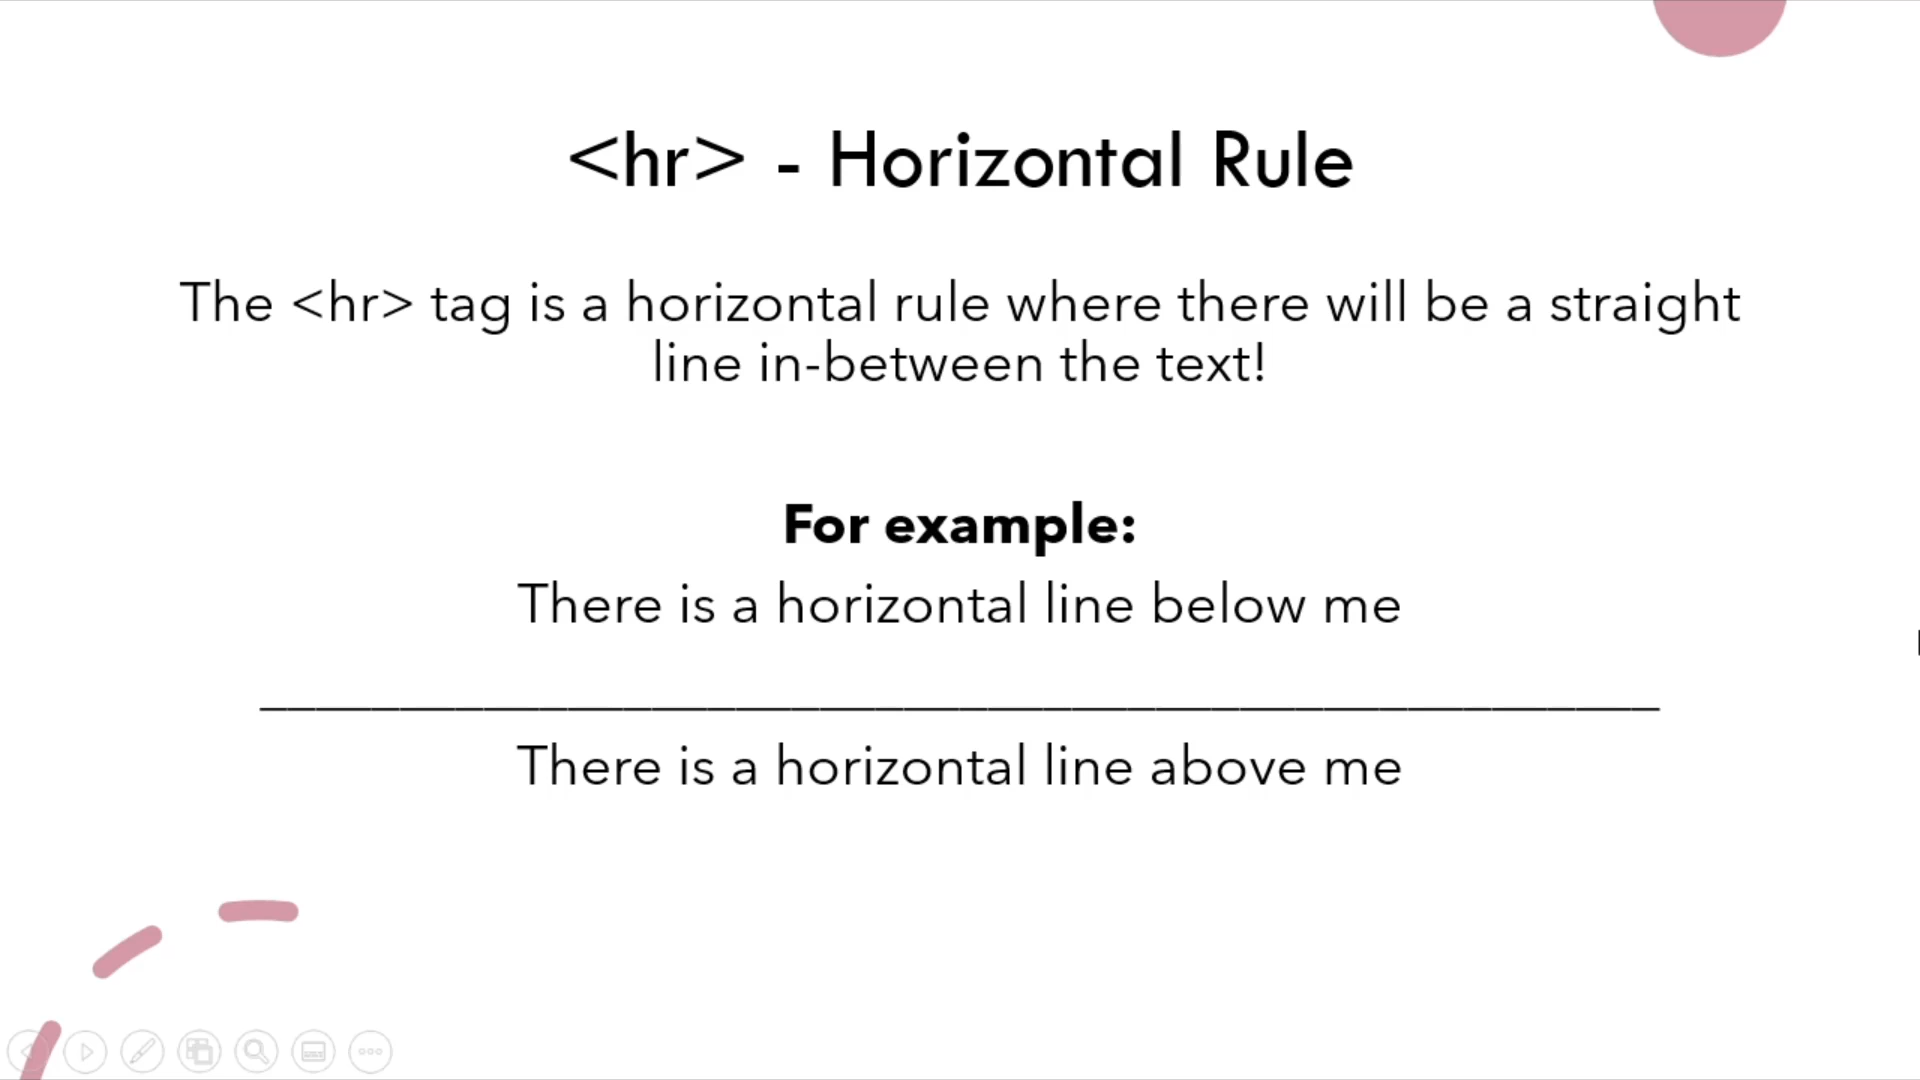 <hr> - Horizontal Rule
The <hr> tag is a horizontal rule where there will be a straight
line in-between the text!
For example:
There is a horizontal line below me
__________________________________________________
There is a horizontal line above me